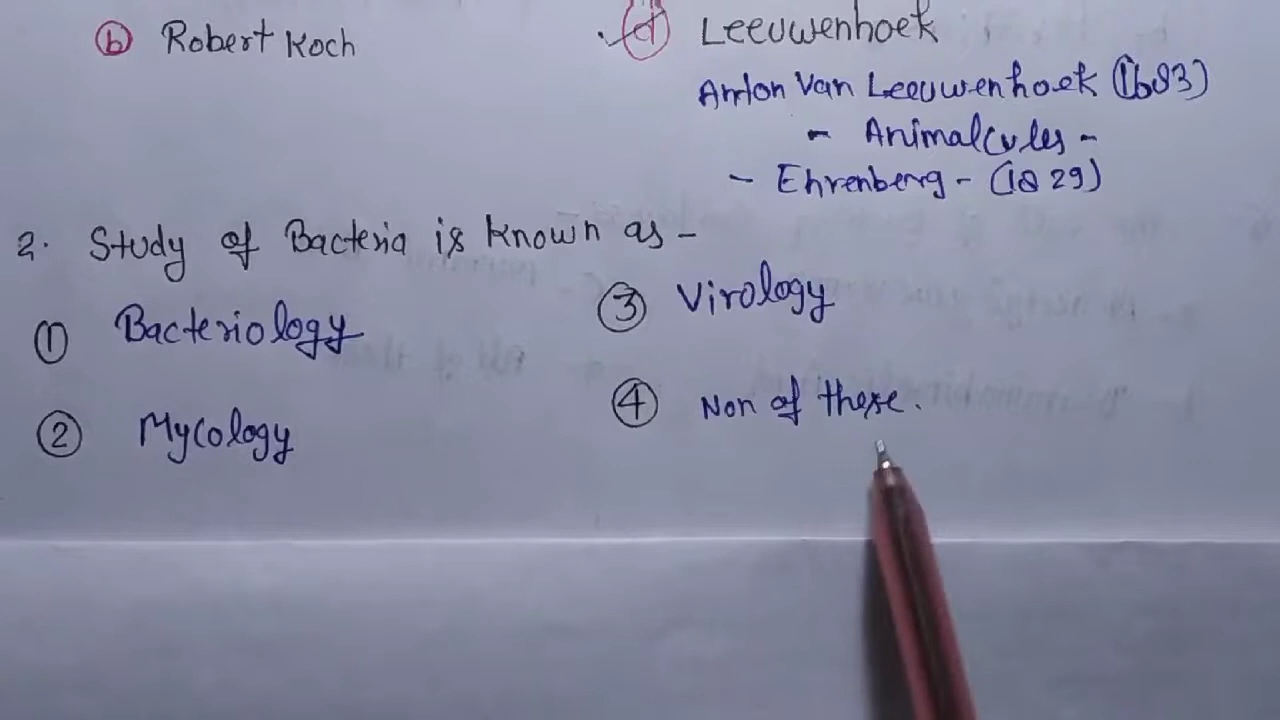 b Robert Koch
d Leeuwenhoek
Anton Van Leeuwenhoek (1683)
- Animalcules -
- Ehrenberg - (1829)
2. Study of Bacteria is known as -
1 Bacteriology
3 Virology
2 Mycology
4 Non of these.